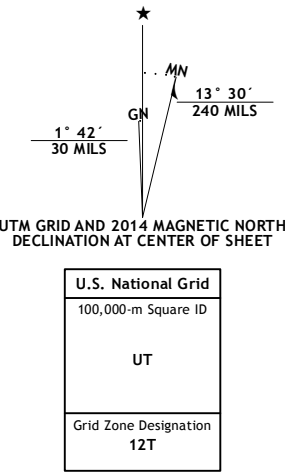 ★
MN
GN
13° 30´
240 MILS
1° 42´
30 MILS
UTM GRID AND 2014 MAGNETIC NORTH
DECLINATION AT CENTER OF SHEET
U.S. National Grid
100,000-m Square ID
UT
Grid Zone Designation
12T